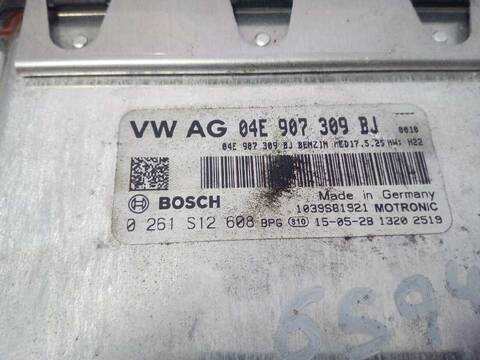 VW AG 04E 907 309 BJ 0010
04E 907 309 BJ BENZIN MED17.5.25 HW: H22
BOSCH
Made in Germany
1039S81921 MOTRONIC
0 261 S12 608 BPG 810 15-05-28 1320 2519